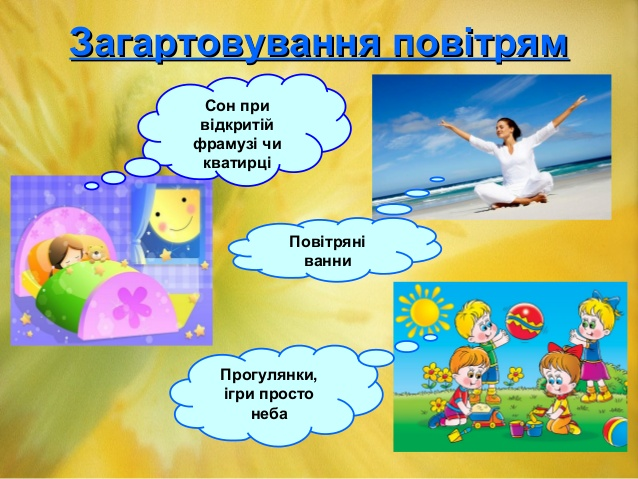 Загартовування повітрям
Сон при
відкритій
фрамузі чи
кватирці
Повітряні
ванни
Прогулянки,
ігри просто
неба